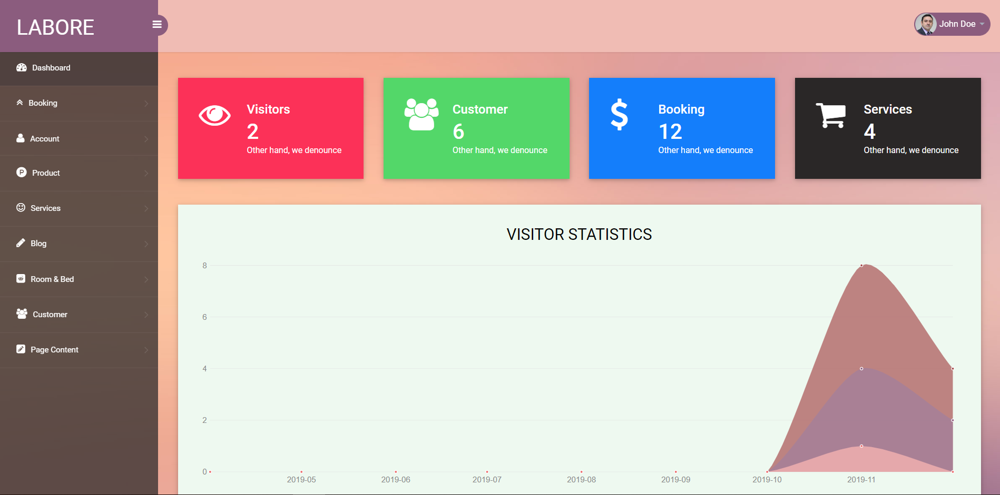 LABORE
John Doe
Dashboard
Booking
Account
Product
Services
Blog
Room & Bed
Customer
Page Content
Visitors
2
Other hand, we denounce
Customer
6
Other hand, we denounce
Booking
12
Other hand, we denounce
Services
4
Other hand, we denounce
VISITOR STATISTICS
8
6
4
2
0
2019-05 2019-06 2019-07 2019-08 2019-09 2019-10 2019-11